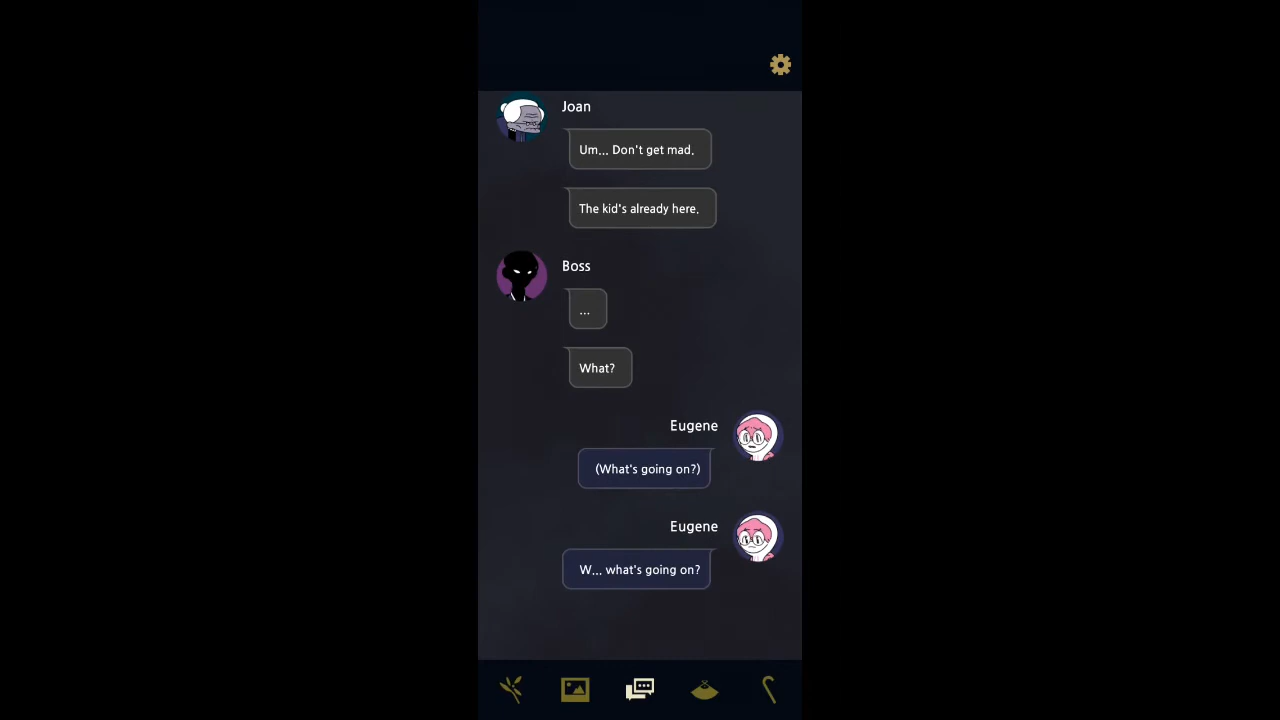 Joan
Um... Don't get mad.
The kid's already here.
Boss
...
What?
Eugene
(What's going on?)
Eugene
W... what's going on?